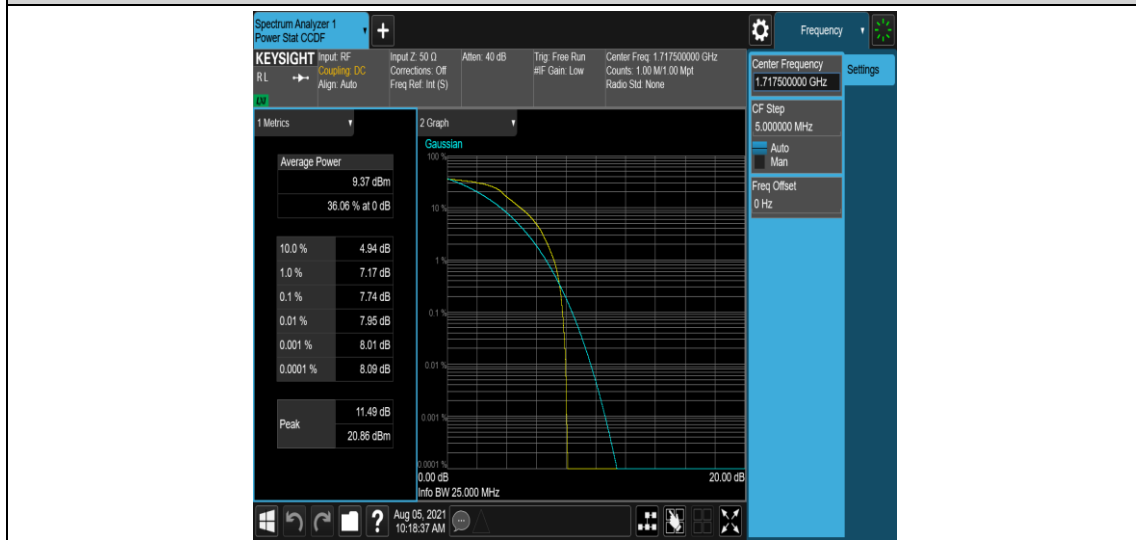 Spectrum Analyzer 1
Power Stat CCDF
+
Frequency
KEYSIGHT
RL
LXI
Input: RF
Coupling: DC
Align: Auto
Input Z: 50 Ω
Corrections: Off
Freq Ref: Int (S)
Atten: 40 dB
Trig: Free Run
#IF Gain: Low
Center Freq: 1.717500000 GHz
Counts: 1.00 M/1.00 Mpt
Radio Std: None
Center Frequency
1.717500000 GHz
Settings
CF Step
5.000000 MHz
Auto
Man
Freq Offset
0 Hz
1 Metrics
Average Power
9.37 dBm
36.06 % at 0 dB
10.0 % 4.94 dB
1.0 % 7.17 dB
0.1 % 7.74 dB
0.01 % 7.95 dB
0.001 % 8.01 dB
0.0001 % 8.09 dB
Peak
11.49 dB
20.86 dBm
2 Graph
Gaussian
100 %
10 %
1 %
0.1 %
0.01 %
0.001 %
0.0001 %
0.00 dB 20.00 dB
Info BW 25.000 MHz
?
Aug 05, 2021
10:18:37 AM